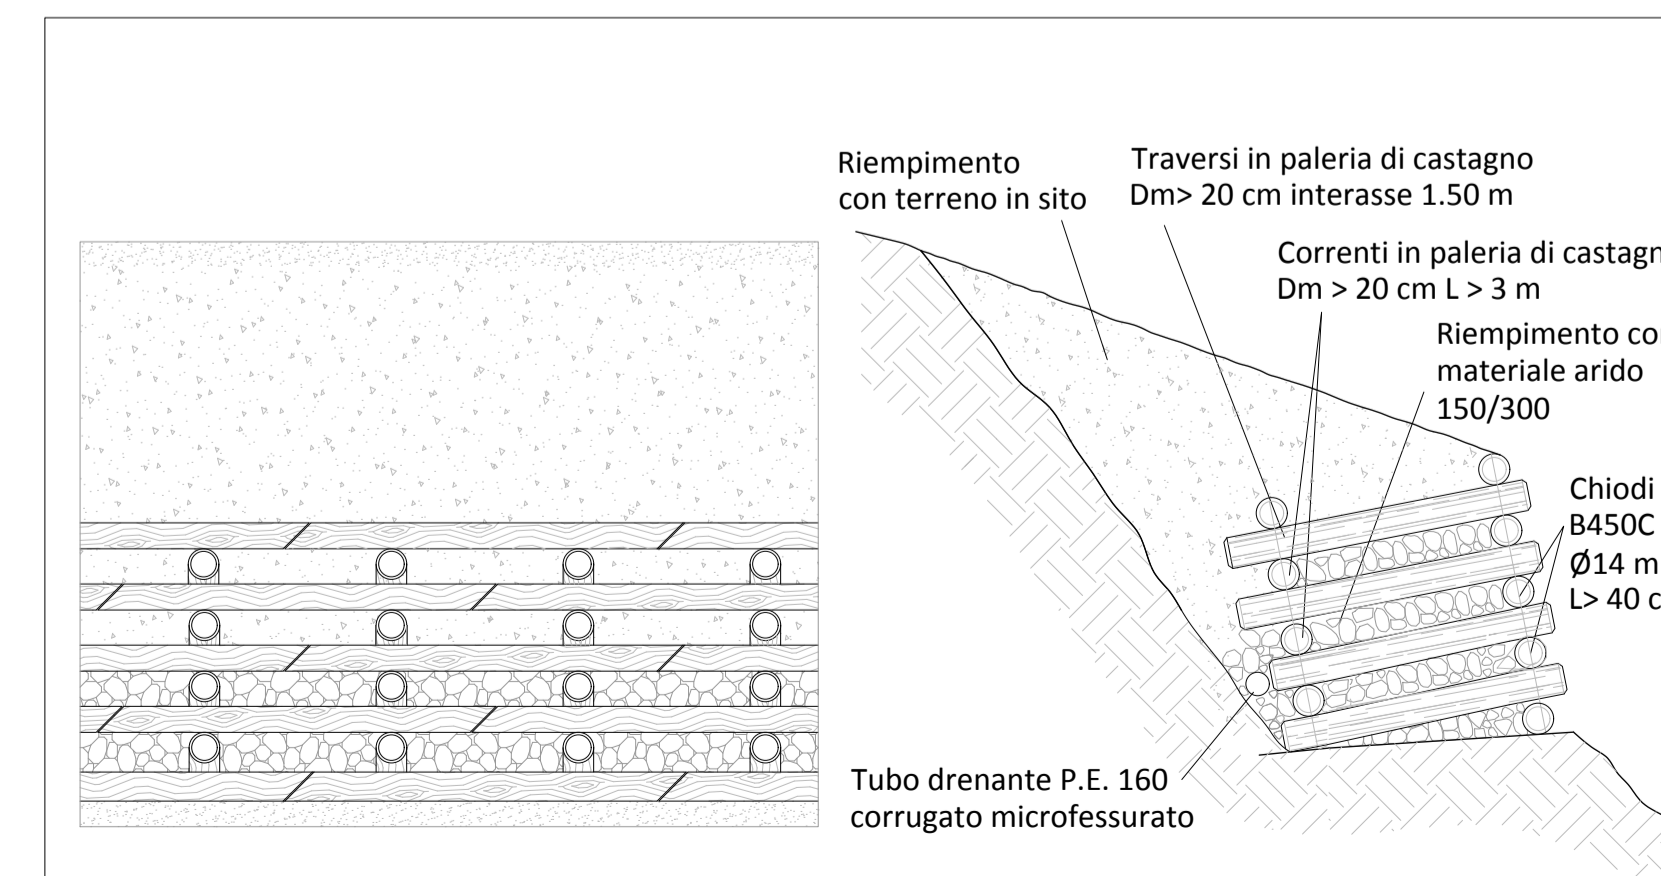 Riempimento
con terreno in sito
Traversi in paleria di castagno
Dm> 20 cm interasse 1.50 m
Correnti in paleria di
Dm > 20 cm L > 3 m
Riempimento
materiale arido
150/300
Chiodi
B450C
Ø14
L> 40
Tubo drenante P.E. 160
corrugato microfessurato